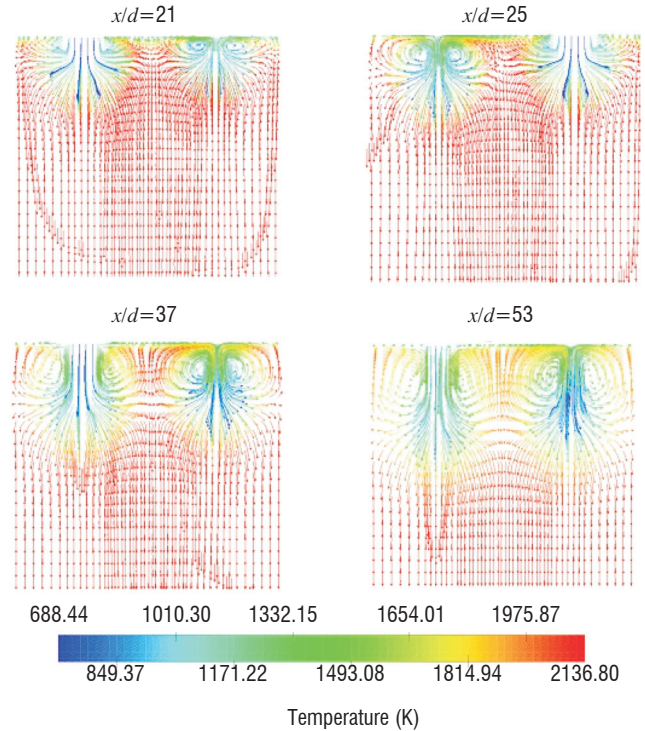 x/d=21
x/d=25
x/d=37
x/d=53
688.44 1010.30 1332.15 1654.01 1975.87
849.37 1171.22 1493.08 1814.94 2136.80
Temperature (K)